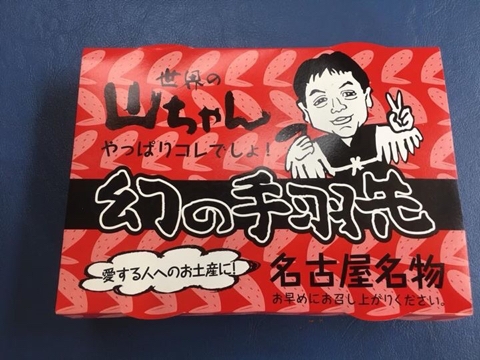 世界の
山ちゃん
やっぱりコレでしょ!
幻の手羽先
愛する人へのお土産に!
名古屋名物
お早めにお召し上がりください。